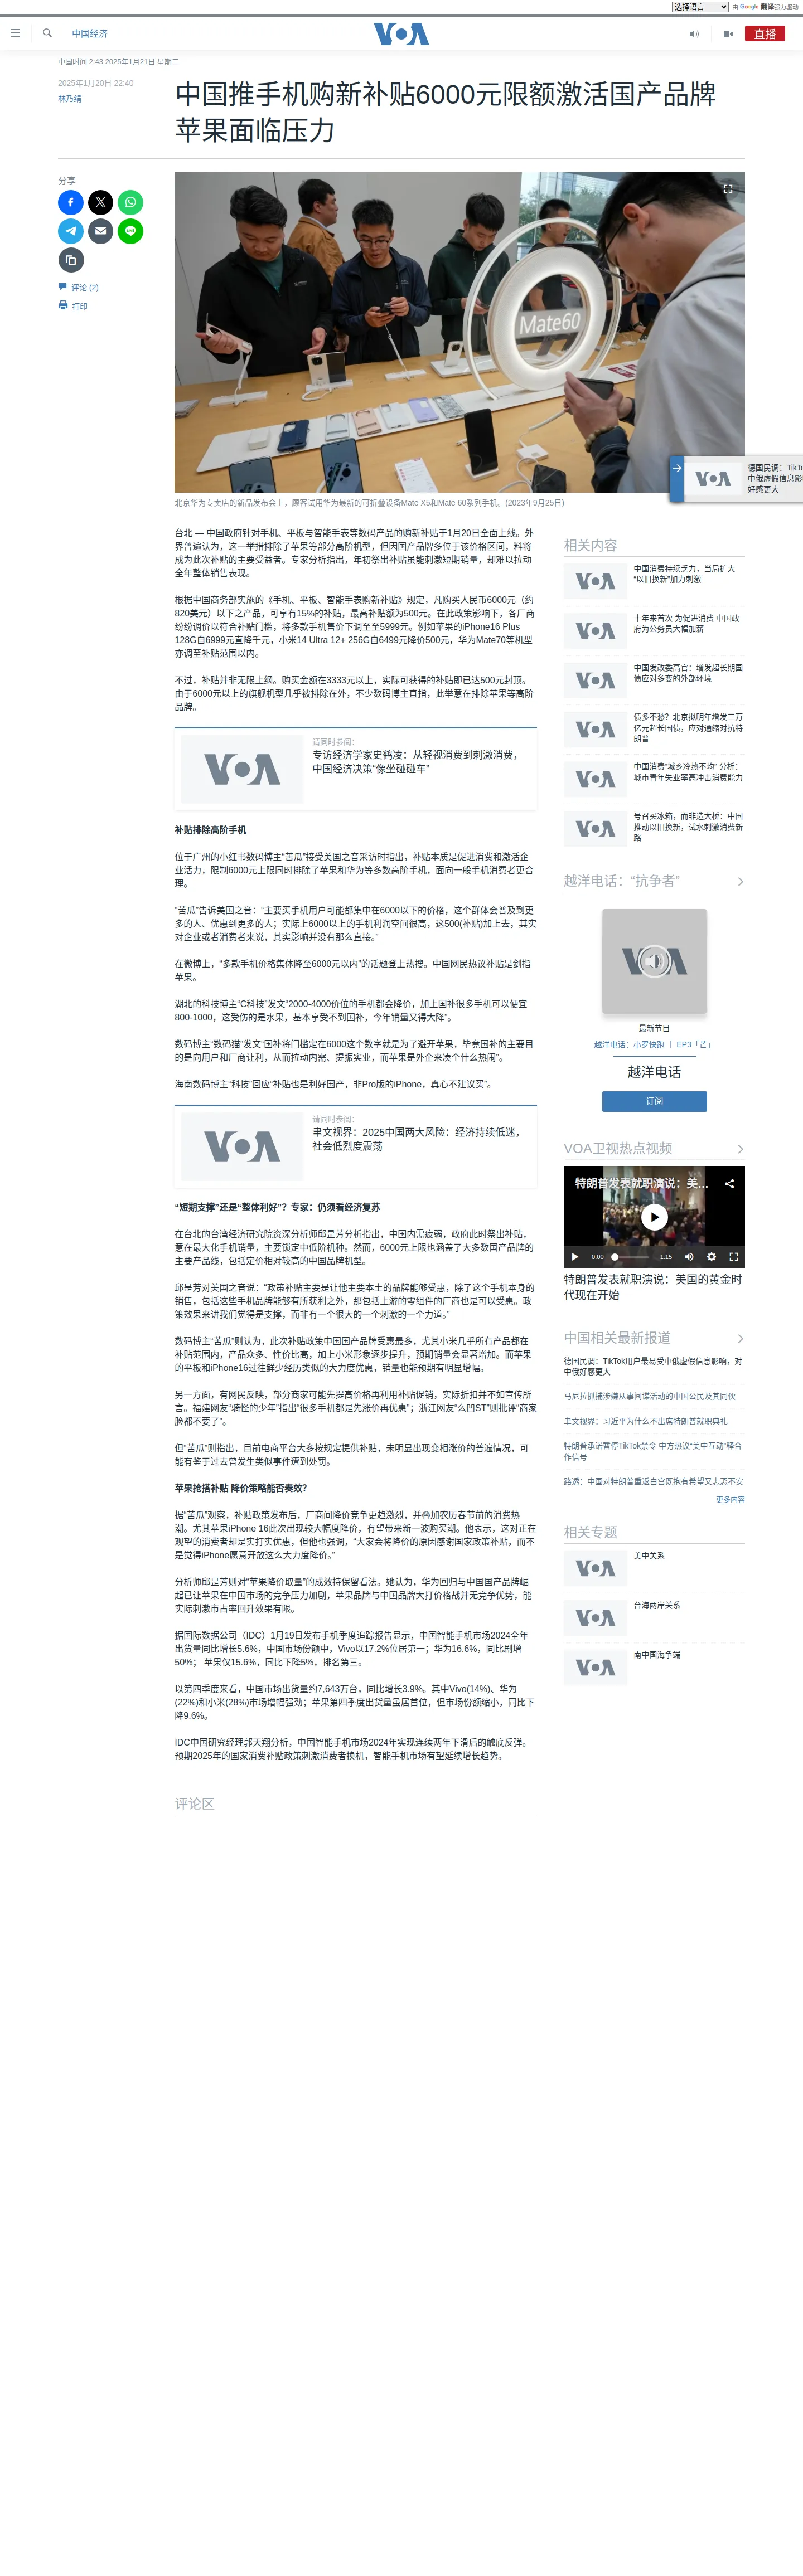 选择语言
由 Google 翻译强力驱动
中国经济
VOA
直播
中国时间 2:43 2025年1月21日 星期二
2025年1月20日 22:40
林乃绢
中国推手机购新补贴6000元限额激活国产品牌
苹果面临压力
分享
评论 (2)
打印
Mate60
北京华为专卖店的新品发布会上，顾客试用华为最新的可折叠设备Mate X5和Mate 60系列手机。(2023年9月25日)
VOA
德国民调：TikTo
中俄虚假信息影
好感更大
台北 — 中国政府针对手机、平板与智能手表等数码产品的购新补贴于1月20日全面上线。外
界普遍认为，这一举措排除了苹果等部分高阶机型，但因国产品牌多位于该价格区间，料将
成为此次补贴的主要受益者。专家分析指出，年初祭出补贴虽能刺激短期销量，却难以拉动
全年整体销售表现。
根据中国商务部实施的《手机、平板、智能手表购新补贴》规定，凡购买人民币6000元（约
820美元）以下之产品，可享有15%的补贴，最高补贴额为500元。在此政策影响下，各厂商
纷纷调价以符合补贴门槛，将多款手机售价下调至至5999元。例如苹果的iPhone16 Plus
128G自6999元直降千元，小米14 Ultra 12+ 256G自6499元降价500元，华为Mate70等机型
亦调至补贴范围以内。
不过，补贴并非无限上纲。购买金额在3333元以上，实际可获得的补贴即已达500元封顶。
由于6000元以上的旗舰机型几乎被排除在外，不少数码博主直指，此举意在排除苹果等高阶
品牌。
VOA
请同时参阅：
专访经济学家史鹤凌：从轻视消费到刺激消费，
中国经济决策“像坐碰碰车”
补贴排除高阶手机
位于广州的小红书数码博主“苦瓜”接受美国之音采访时指出，补贴本质是促进消费和激活企
业活力，限制6000元上限同时排除了苹果和华为等多数高阶手机，面向一般手机消费者更合
理。
“苦瓜”告诉美国之音：“主要买手机用户可能都集中在6000以下的价格，这个群体会普及到更
多的人、优惠到更多的人；实际上6000以上的手机利润空间很高，这500(补贴)加上去，其实
对企业或者消费者来说，其实影响并没有那么直接。”
在微博上，“多款手机价格集体降至6000元以内”的话题登上热搜。中国网民热议补贴是剑指
苹果。
湖北的科技博主“C科技”发文“2000-4000价位的手机都会降价，加上国补很多手机可以便宜
800-1000，这受伤的是水果，基本享受不到国补，今年销量又得大降”。
数码博主“数码猫”发文“国补将门槛定在6000这个数字就是为了避开苹果，毕竟国补的主要目
的是向用户和厂商让利，从而拉动内需、提振实业，而苹果是外企来凑个什么热闹”。
海南数码博主“科技”回应“补贴也是利好国产，非Pro版的iPhone，真心不建议买”。
VOA
请同时参阅：
聿文视界：2025中国两大风险：经济持续低迷，
社会低烈度震荡
“短期支撑”还是“整体利好”？专家：仍须看经济复苏
在台北的台湾经济研究院资深分析师邱昰芳分析指出，中国内需疲弱，政府此时祭出补贴，
意在最大化手机销量，主要锁定中低阶机种。然而，6000元上限也涵盖了大多数国产品牌的
主要产品线，包括定价相对较高的中国品牌机型。
邱昰芳对美国之音说：“政策补贴主要是让他主要本土的品牌能够受惠，除了这个手机本身的
销售，包括这些手机品牌能够有所获利之外，那包括上游的零组件的厂商也是可以受惠。政
策效果来讲我们觉得是支撑，而非有一个很大的一个刺激的一个力道。”
数码博主“苦瓜”则认为，此次补贴政策中国国产品牌受惠最多，尤其小米几乎所有产品都在
补贴范围内，产品众多、性价比高，加上小米形象逐步提升，预期销量会显著增加。而苹果
的平板和iPhone16过往鲜少经历类似的大力度优惠，销量也能预期有明显增幅。
另一方面，有网民反映，部分商家可能先提高价格再利用补贴促销，实际折扣并不如宣传所
言。福建网友“骑怪的少年”指出“很多手机都是先涨价再优惠”；浙江网友“么凹ST”则批评“商家
脸都不要了”。
但“苦瓜”则指出，目前电商平台大多按规定提供补贴，未明显出现变相涨价的普遍情况，可
能有鉴于过去曾发生类似事件遭到处罚。
苹果抢搭补贴 降价策略能否奏效？
据“苦瓜”观察，补贴政策发布后，厂商间降价竞争更趋激烈，并叠加农历春节前的消费热
潮。尤其苹果iPhone 16此次出现较大幅度降价，有望带来新一波购买潮。他表示，这对正在
观望的消费者却是实打实优惠，但他也强调，“大家会将降价的原因感谢国家政策补贴，而不
是觉得iPhone愿意开放这么大力度降价。”
分析师邱昰芳则对“苹果降价取量”的成效持保留看法。她认为，华为回归与中国国产品牌崛
起已让苹果在中国市场的竞争压力加剧，苹果品牌与中国品牌大打价格战并无竞争优势，能
实际刺激市占率回升效果有限。
据国际数据公司（IDC）1月19日发布手机季度追踪报告显示，中国智能手机市场2024全年
出货量同比增长5.6%，中国市场份额中，Vivo以17.2%位居第一；华为16.6%，同比剧增
50%； 苹果仅15.6%，同比下降5%，排名第三。
以第四季度来看，中国市场出货量约7,643万台，同比增长3.9%。其中Vivo(14%)、华为
(22%)和小米(28%)市场增幅强劲；苹果第四季度出货量虽居首位，但市场份额缩小，同比下
降9.6%。
IDC中国研究经理郭天翔分析，中国智能手机市场2024年实现连续两年下滑后的触底反弹。
预期2025年的国家消费补贴政策刺激消费者换机，智能手机市场有望延续增长趋势。
评论区
相关内容
VOA
中国消费持续乏力，当局扩大
“以旧换新”加力刺激
VOA
十年来首次 为促进消费 中国政
府为公务员大幅加薪
VOA
中国发改委高官：增发超长期国
债应对多变的外部环境
VOA
债多不愁？北京拟明年增发三万
亿元超长国债，应对通缩对抗特
朗普
VOA
中国消费“城乡冷热不均” 分析：
城市青年失业率高冲击消费能力
VOA
号召买冰箱，而非造大桥：中国
推动以旧换新，试水刺激消费新
路
越洋电话：“抗争者”
VOA
最新节目
越洋电话：小罗快跑 ｜ EP3「芒」
越洋电话
订阅
VOA卫视热点视频
特朗普发表就职演说：美…
0:00
1:15
特朗普发表就职演说：美国的黄金时
代现在开始
中国相关最新报道
德国民调：TikTok用户最易受中俄虚假信息影响，对
中俄好感更大
马尼拉抓捕涉嫌从事间谍活动的中国公民及其同伙
聿文视界：习近平为什么不出席特朗普就职典礼
特朗普承诺暂停TikTok禁令 中方热议“美中互动”释合
作信号
路透：中国对特朗普重返白宫既抱有希望又忐忑不安
更多内容
相关专题
VOA
美中关系
VOA
台海两岸关系
VOA
南中国海争端